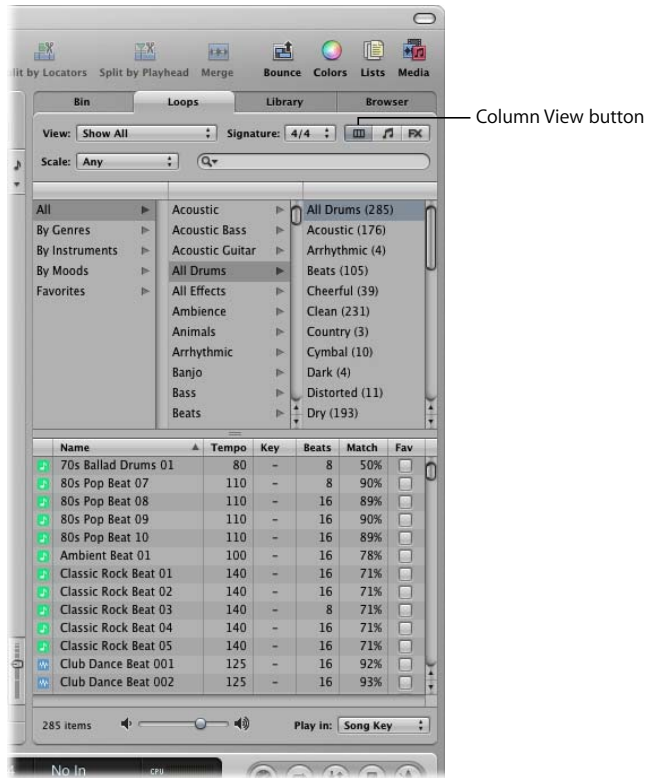 by Locators Split by Playhead Merge Bounce Colors Lists Media
Bin Loops Library Browser
Column View button
View: Show All Signature: 4/4 FX
Scale: Any
All Acoustic All Drums (285)
By Genres Acoustic Bass Acoustic (176)
By Instruments Acoustic Guitar Arrhythmic (4)
By Moods All Drums Beats (105)
Favorites All Effects Cheerful (39)
Ambience Clean (231)
Animals Country (3)
Arrhythmic Cymbal (10)
Banjo Dark (4)
Bass Distorted (11)
Beats Dry (193)
Name Tempo Key Beats Match Fav
70s Ballad Drums 01 80 - 8 50%
80s Pop Beat 07 110 - 8 90%
80s Pop Beat 08 110 - 16 89%
80s Pop Beat 09 110 - 16 90%
80s Pop Beat 10 110 - 16 89%
Ambient Beat 01 100 - 16 78%
Classic Rock Beat 01 140 - 16 71%
Classic Rock Beat 02 140 - 16 71%
Classic Rock Beat 03 140 - 8 71%
Classic Rock Beat 04 140 - 16 71%
Classic Rock Beat 05 140 - 16 71%
Club Dance Beat 001 125 - 16 92%
Club Dance Beat 002 125 - 16 93%
285 items Play in: Song Key
No In CPU